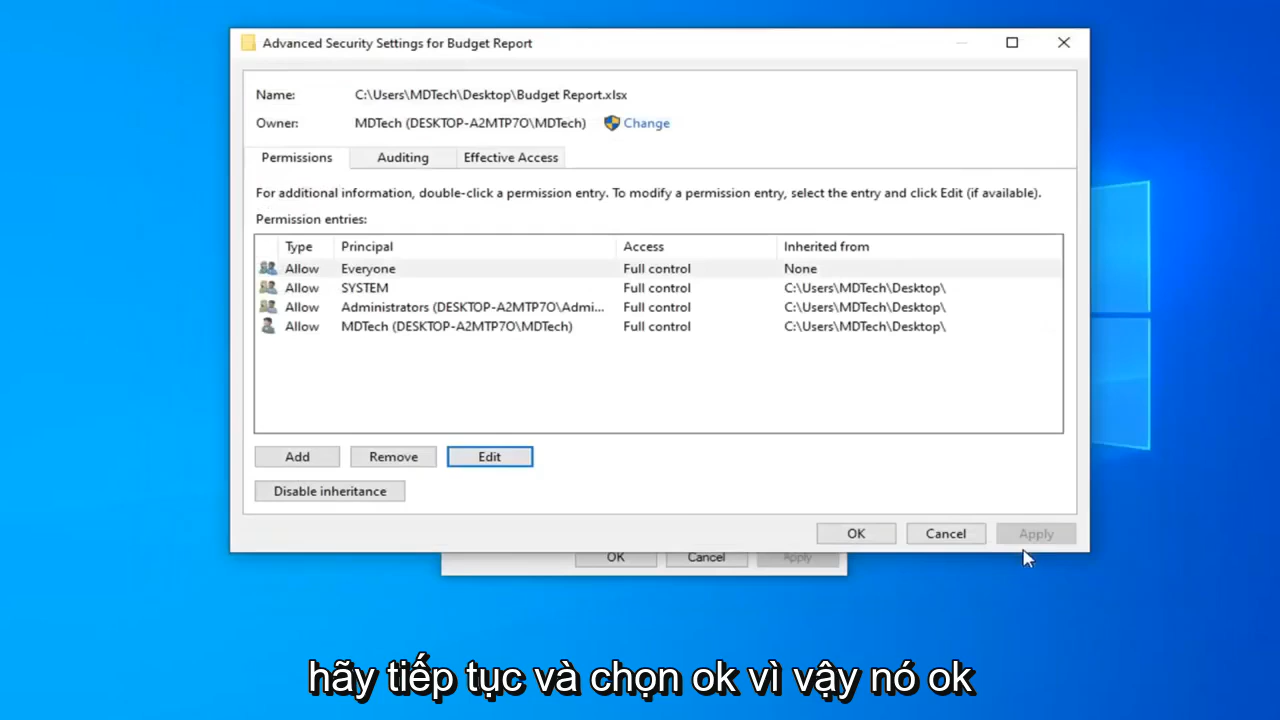 Advanced Security Settings for Budget Report
Name: C:\Users\MDTech\Desktop\Budget Report.xlsx
Owner: MDTech (DESKTOP-A2MTP7O\MDTech) Change
Permissions Auditing Effective Access
For additional information, double-click a permission entry. To modify a permission entry, select the entry and click Edit (if available).
Permission entries:
Type Principal Access Inherited from
Allow Everyone Full control None
Allow SYSTEM Full control C:\Users\MDTech\Desktop\
Allow Administrators (DESKTOP-A2MTP7O\Admi... Full control C:\Users\MDTech\Desktop\
Allow MDTech (DESKTOP-A2MTP7O\MDTech) Full control C:\Users\MDTech\Desktop\
Add Remove Edit
Disable inheritance
OK Cancel Apply
OK Cancel Apply
hãy tiếp tục và chọn ok vì vậy nó ok